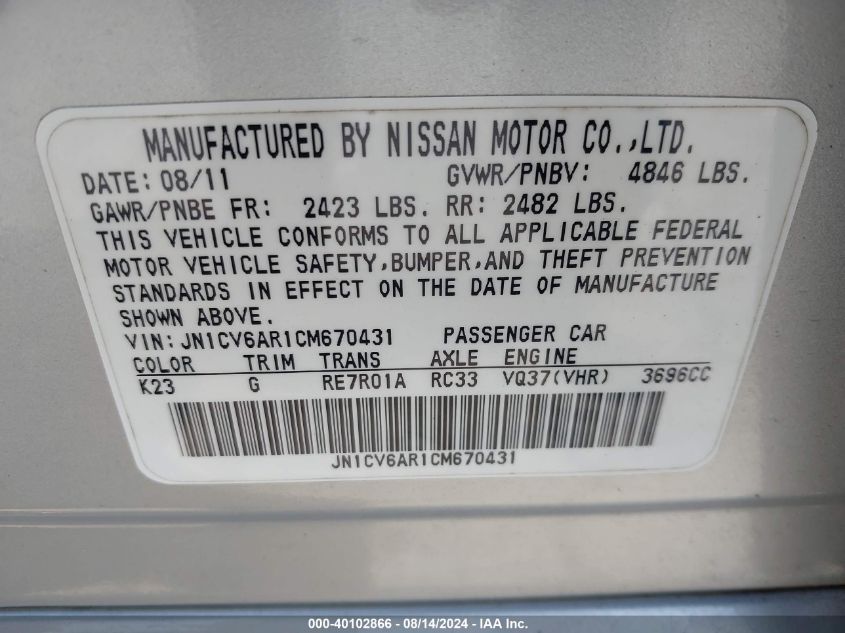 MANUFACTURED BY NISSAN MOTOR CO.,LTD.
DATE: 08/11 GVWR/PNBV: 4846 LBS.
GAWR/PNBE FR: 2423 LBS. RR: 2482 LBS.
THIS VEHICLE CONFORMS TO ALL APPLICABLE FEDERAL
MOTOR VEHICLE SAFETY,BUMPER,AND THEFT PREVENTION
STANDARDS IN EFFECT ON THE DATE OF MANUFACTURE
SHOWN ABOVE.
VIN: JN1CV6AR1CM670431 PASSENGER CAR
COLOR TRIM TRANS AXLE ENGINE
K23 G RE7R01A RC33 VQ37(VHR) 3696CC
JN1CV6AR1CM670431
000-40102866 - 08/14/2024 - IAA Inc.